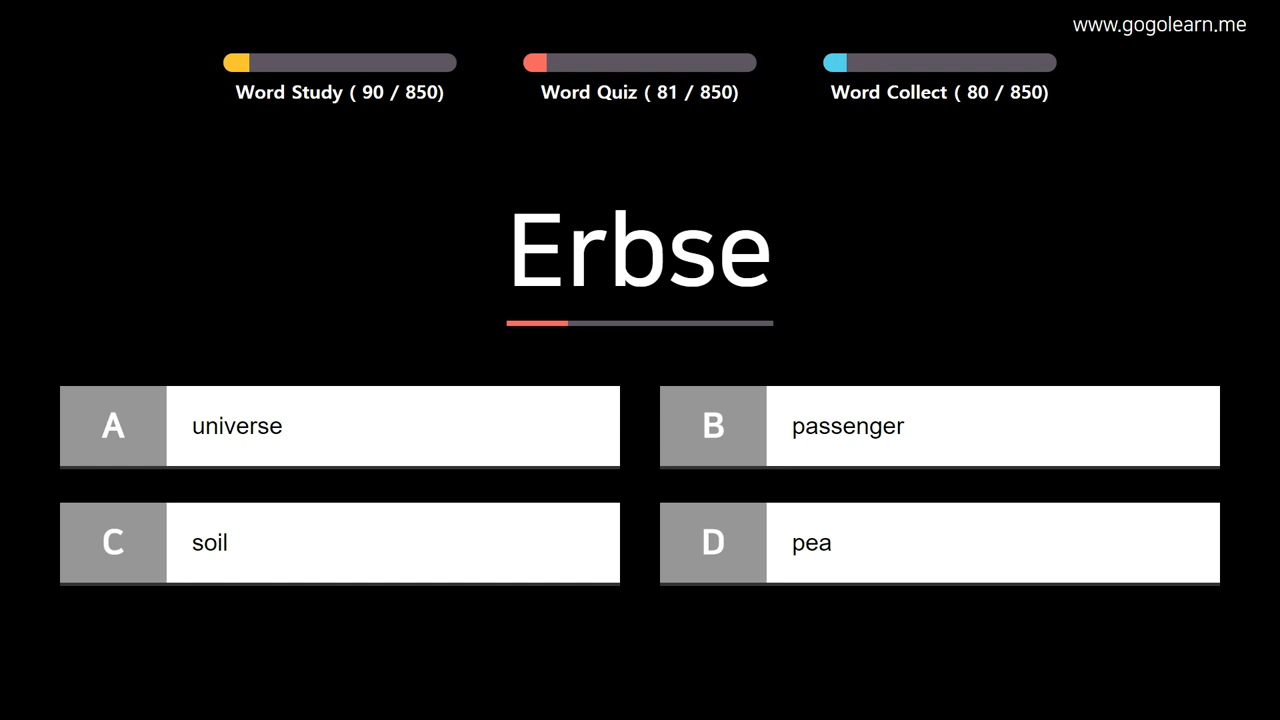 www.gogolearn.me
Word Study ( 90 / 850)
Word Quiz ( 81 / 850)
Word Collect ( 80 / 850)
Erbse
A
universe
B
passenger
C
soil
D
pea